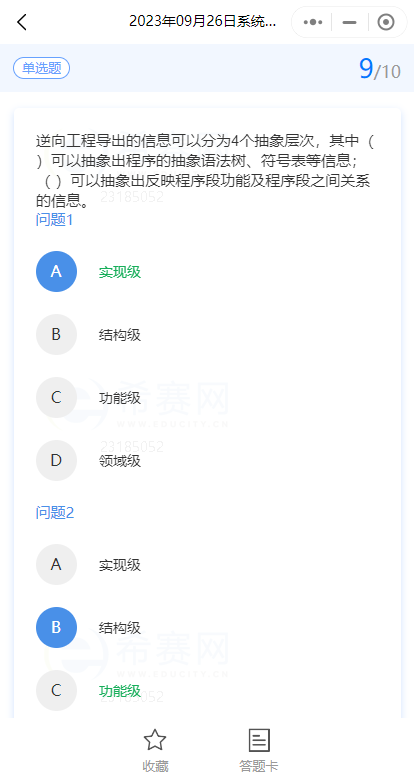 2023年09月26日系统...
单选题
9/10
逆向工程导出的信息可以分为4个抽象层次，其中（
）可以抽象出程序的抽象语法树、符号表等信息；
（ ）可以抽象出反映程序段功能及程序段之间关系
的信息。
23185052
问题1
A 实现级
B 结构级
C 功能级
希赛网
www.educity.cn
23185052
D 领域级
问题2
A 实现级
B 结构级
希赛网
www.educity.cn
C 功能级
收藏
答题卡